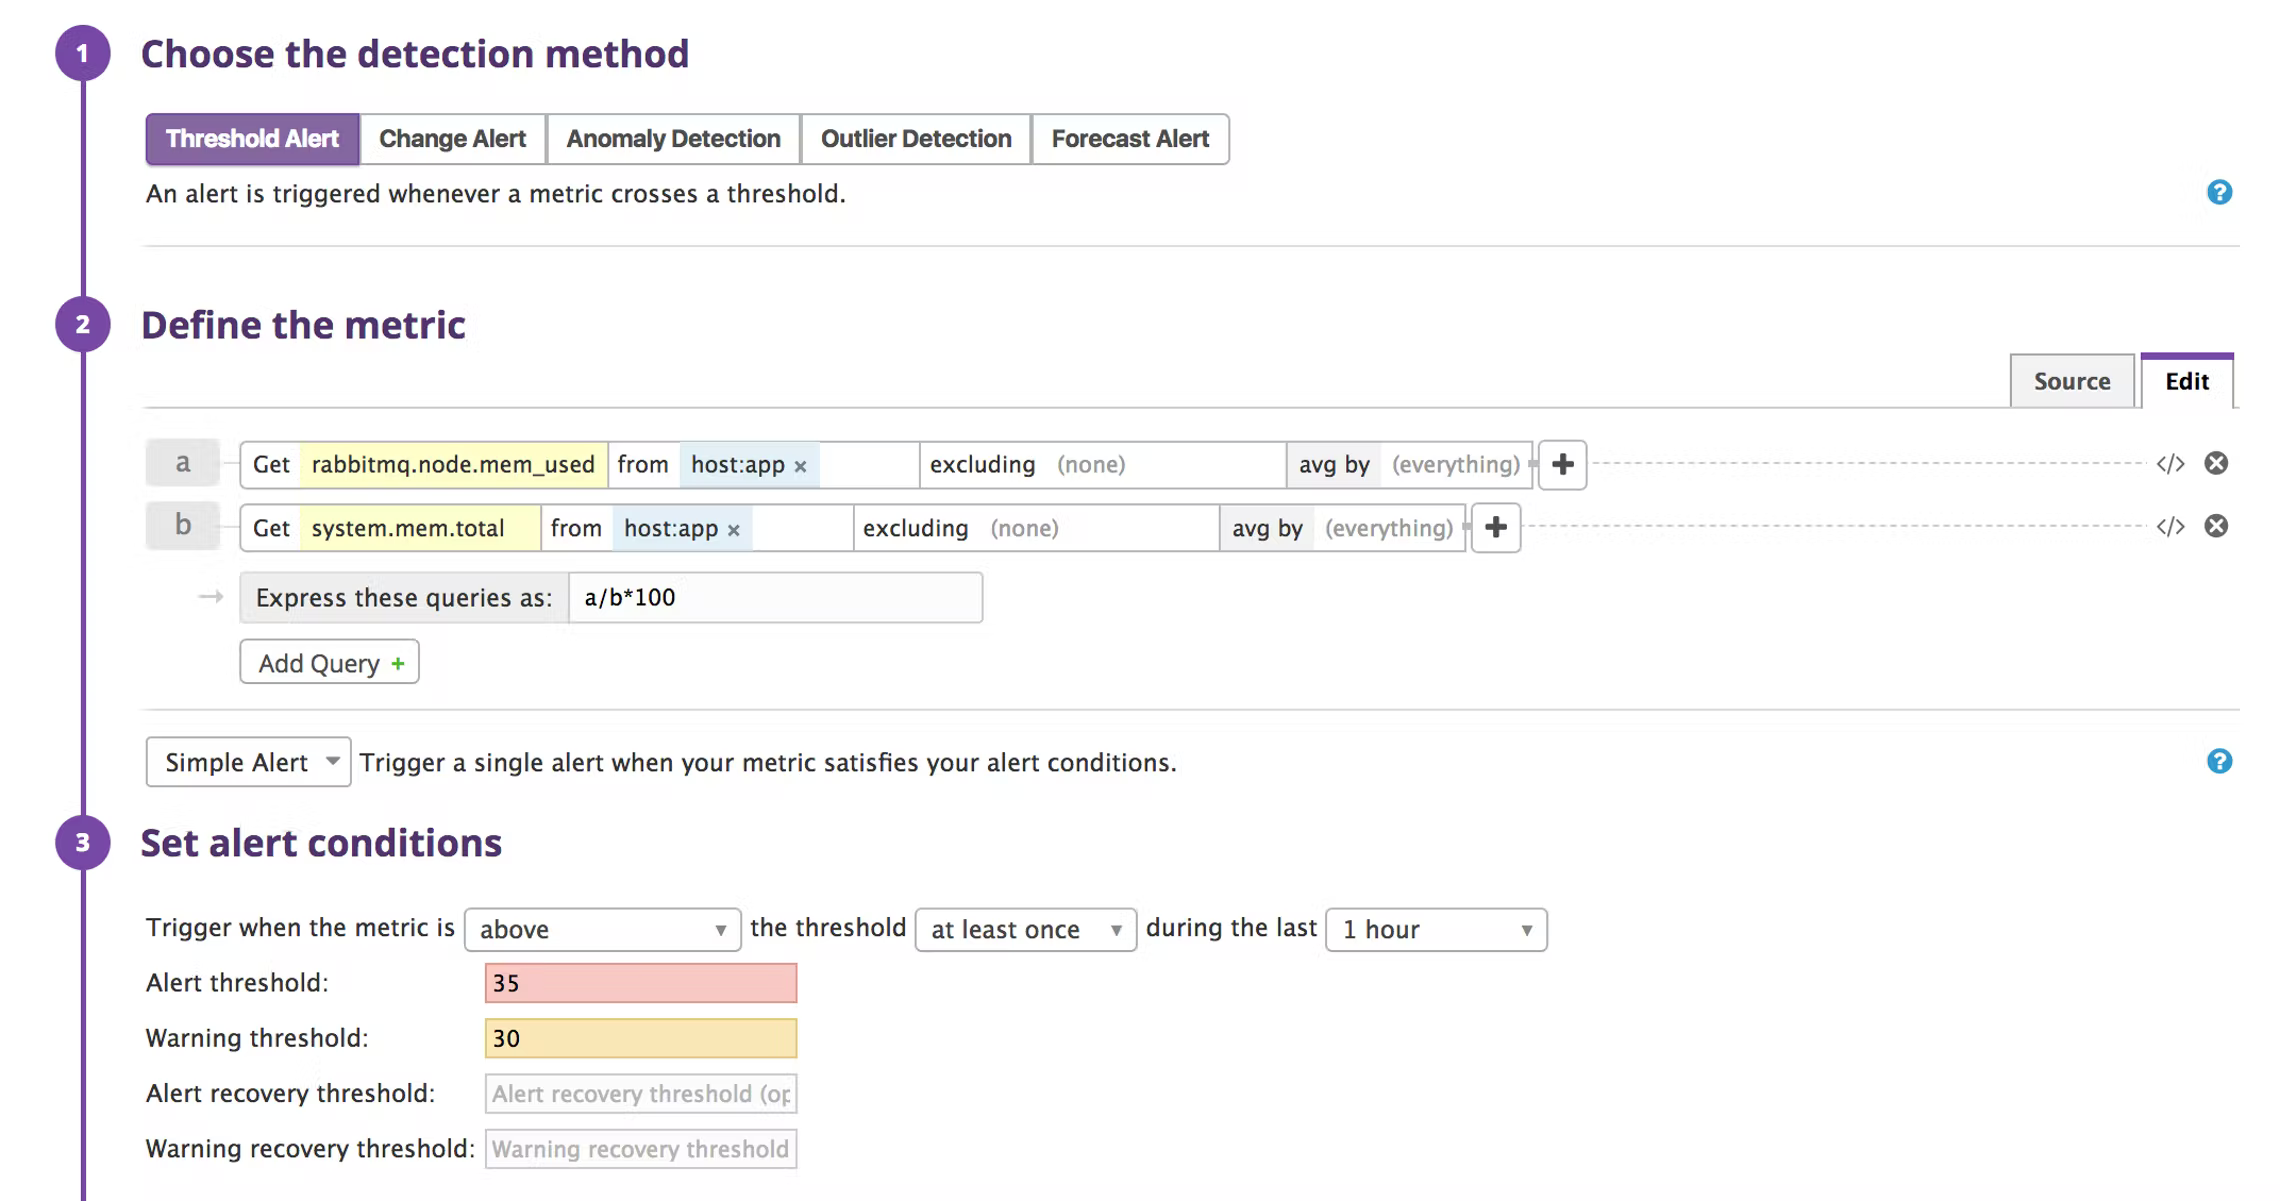 1 Choose the detection method
Threshold Alert Change Alert Anomaly Detection Outlier Detection Forecast Alert
An alert is triggered whenever a metric crosses a threshold. ?
2 Define the metric
Source Edit
a Get rabbitmq.node.mem_used from host:app × excluding (none) avg by (everything) + </>
b Get system.mem.total from host:app × excluding (none) avg by (everything) + </>
→ Express these queries as: a/b*100
Add Query +
Simple Alert Trigger a single alert when your metric satisfies your alert conditions. ?
3 Set alert conditions
Trigger when the metric is above the threshold at least once during the last 1 hour
Alert threshold: 35
Warning threshold: 30
Alert recovery threshold: Alert recovery threshold (op
Warning recovery threshold: Warning recovery threshold